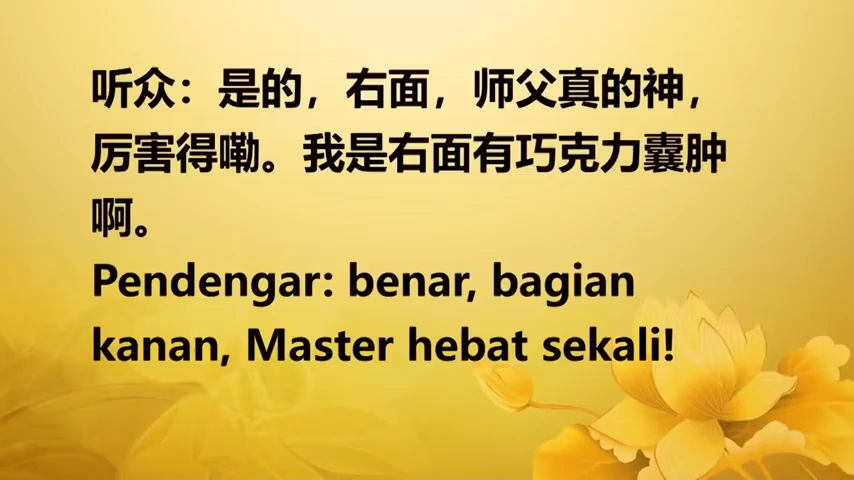 听众：是的，右面，师父真的神，
厉害得嘞。我是右面有巧克力囊肿
啊。
Pendengar: benar, bagian
kanan, Master hebat sekali!